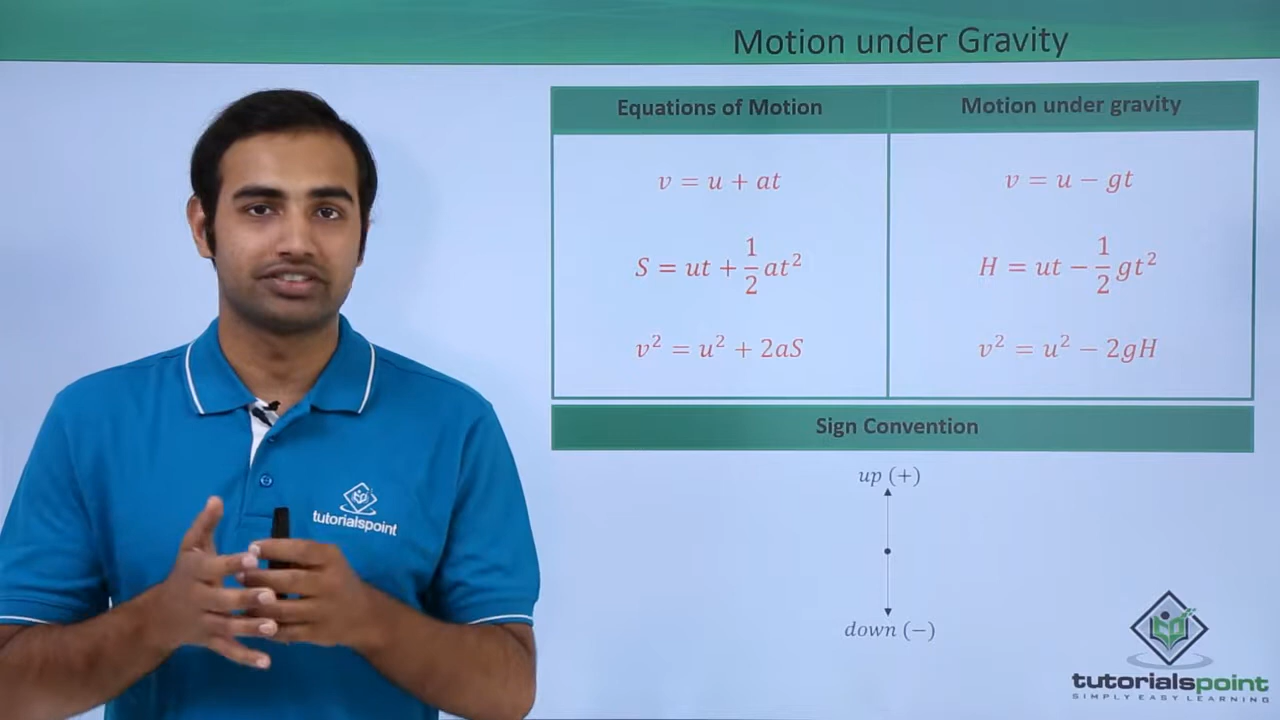 Motion under Gravity
Equations of Motion
Motion under gravity
v = u + at
v = u − gt
S = ut + 1/2 at²
H = ut − 1/2 gt²
v² = u² + 2aS
v² = u² − 2gH
Sign Convention
up (+)
down (−)
tutorialspoint
tutorialspoint
SIMPLY EASY LEARNING